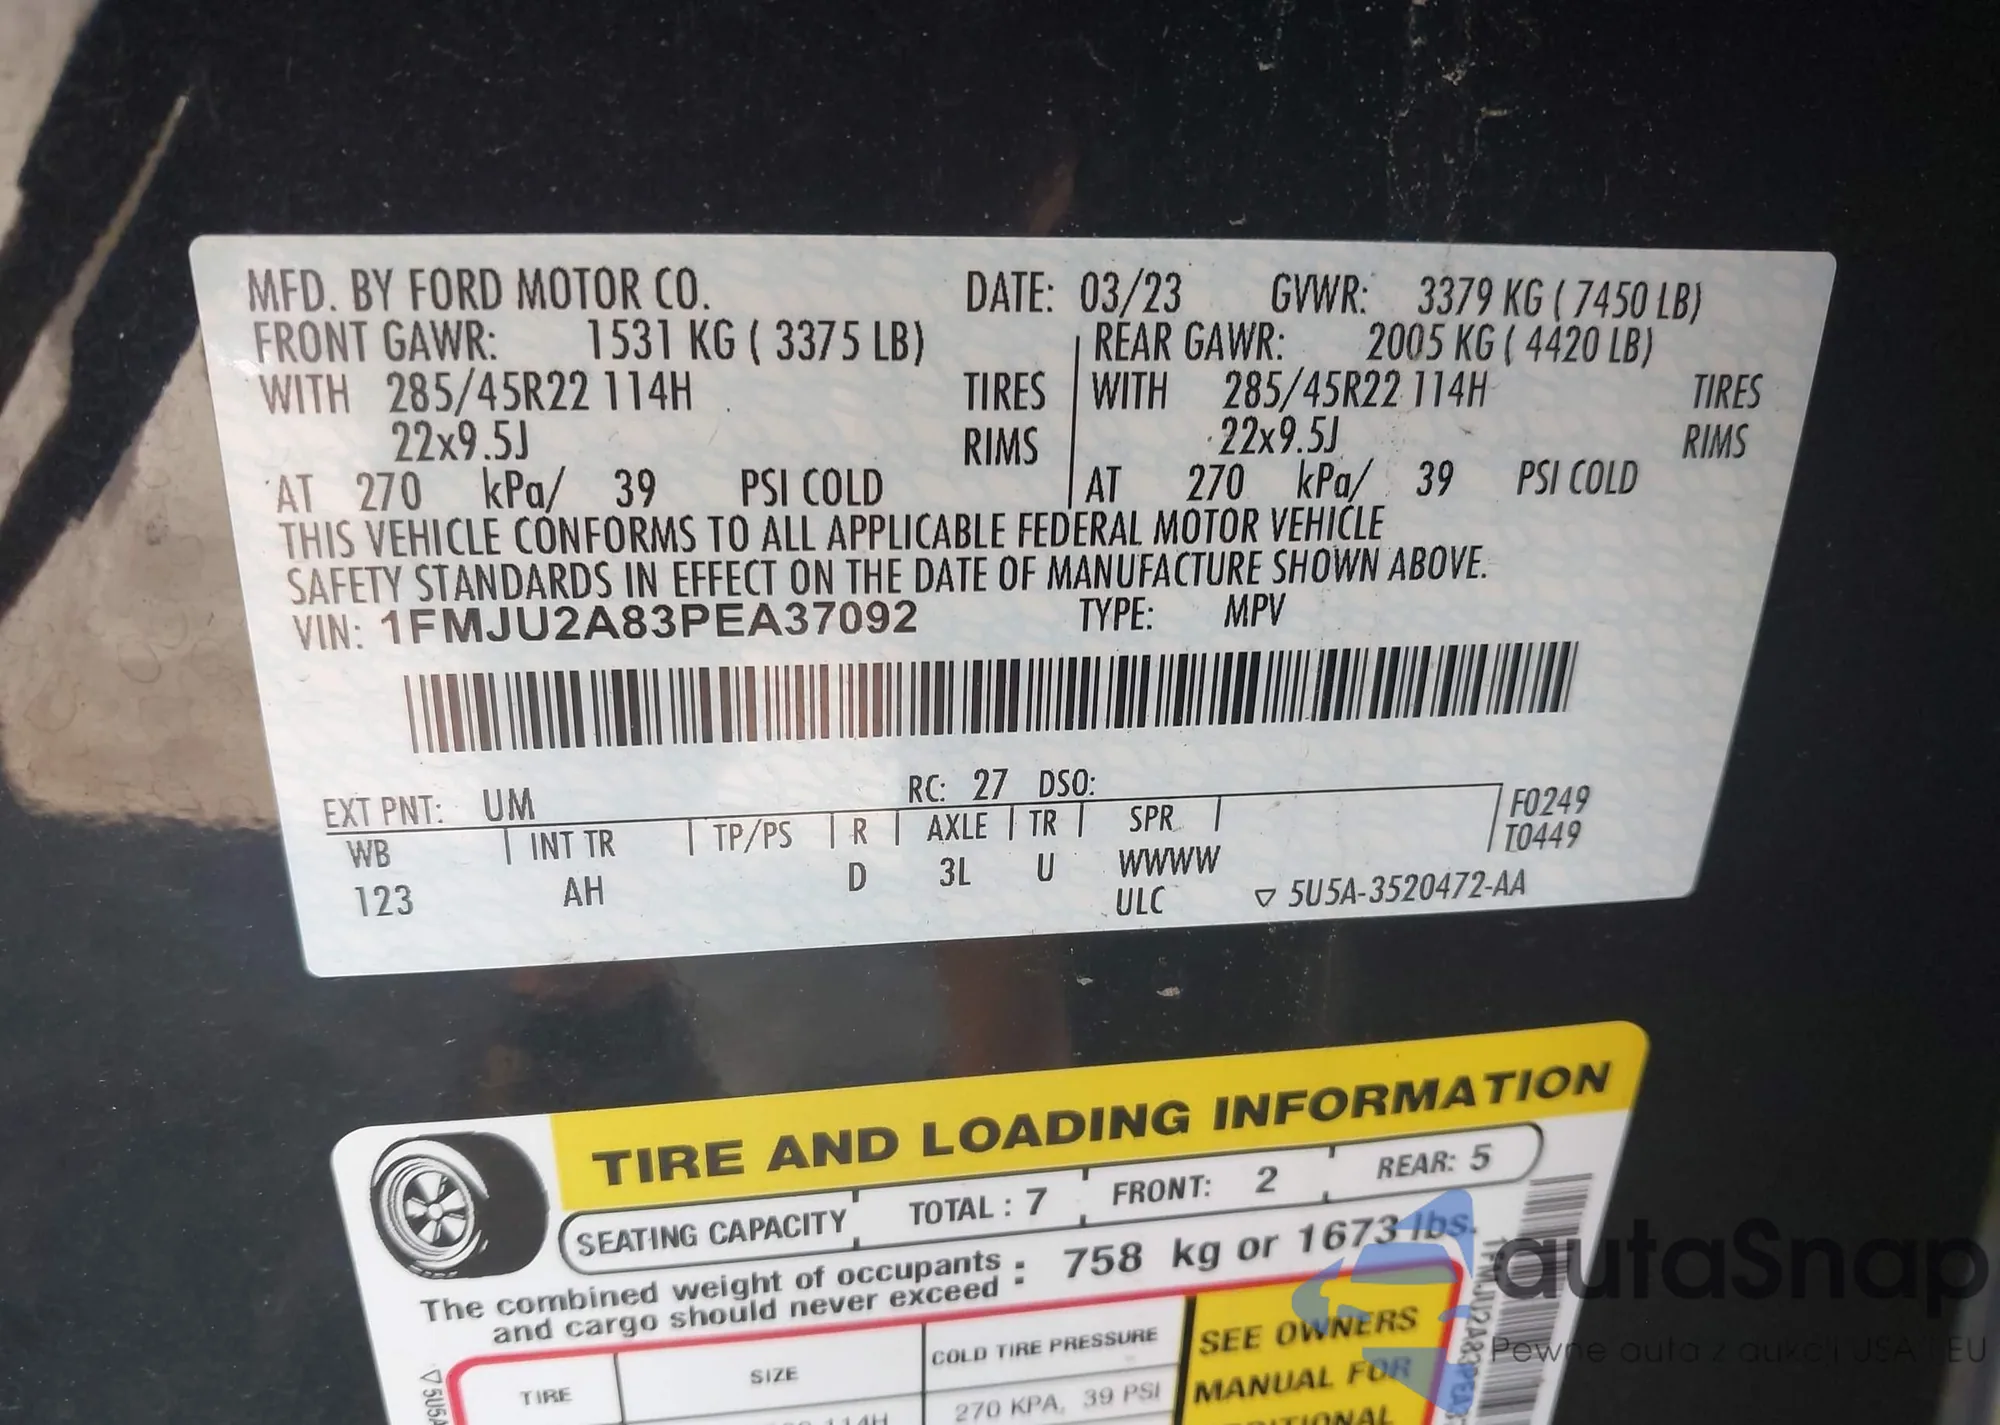 MFD. BY FORD MOTOR CO. DATE: 03/23 GVWR: 3379 KG ( 7450 LB)
FRONT GAWR: 1531 KG ( 3375 LB) REAR GAWR: 2005 KG ( 4420 LB)
WITH 285/45R22 114H TIRES WITH 285/45R22 114H TIRES
22x9.5J RIMS 22x9.5J RIMS
AT 270 kPa/ 39 PSI COLD AT 270 kPa/ 39 PSI COLD
THIS VEHICLE CONFORMS TO ALL APPLICABLE FEDERAL MOTOR VEHICLE
SAFETY STANDARDS IN EFFECT ON THE DATE OF MANUFACTURE SHOWN ABOVE.
VIN: 1FMJU2A83PEA37092 TYPE: MPV
EXT PNT: UM RC: 27 DSO:
WB INT TR TP/PS R AXLE TR SPR F0249
T0449
123 AH D 3L U WWWW
ULC ▽ 5U5A-3520472-AA
TIRE AND LOADING INFORMATION
SEATING CAPACITY TOTAL : 7 FRONT: 2 REAR: 5
The combined weight of occupants
and cargo should never exceed : 758 kg or 1673 lbs.
TIRE SIZE COLD TIRE PRESSURE SEE OWNERS
MANUAL FOR
114H 270 KPA, 39 PSI
▽5U5A
autaSnap
Pewne auta z aukcji USA i EU